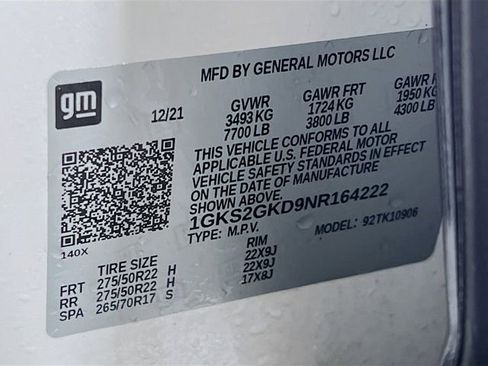 gm
MFD BY GENERAL MOTORS LLC
12/21 GVWR GAWR FRT GAWR
3493 KG 1724 KG 1950 KG
7700 LB 3800 LB 4300 LB
THIS VEHICLE CONFORMS TO ALL
APPLICABLE U.S. FEDERAL MOTOR
VEHICLE SAFETY STANDARDS IN EFFECT
ON THE DATE OF MANUFACTURE
SHOWN ABOVE.
1GKS2GKD9NR164222
TYPE: M.P.V. MODEL: 92TK10906
140X
TIRE SIZE RIM
FRT 275/50R22 H 22X9J
RR 275/50R22 H 22X9J
SPA 265/70R17 S 17X8J